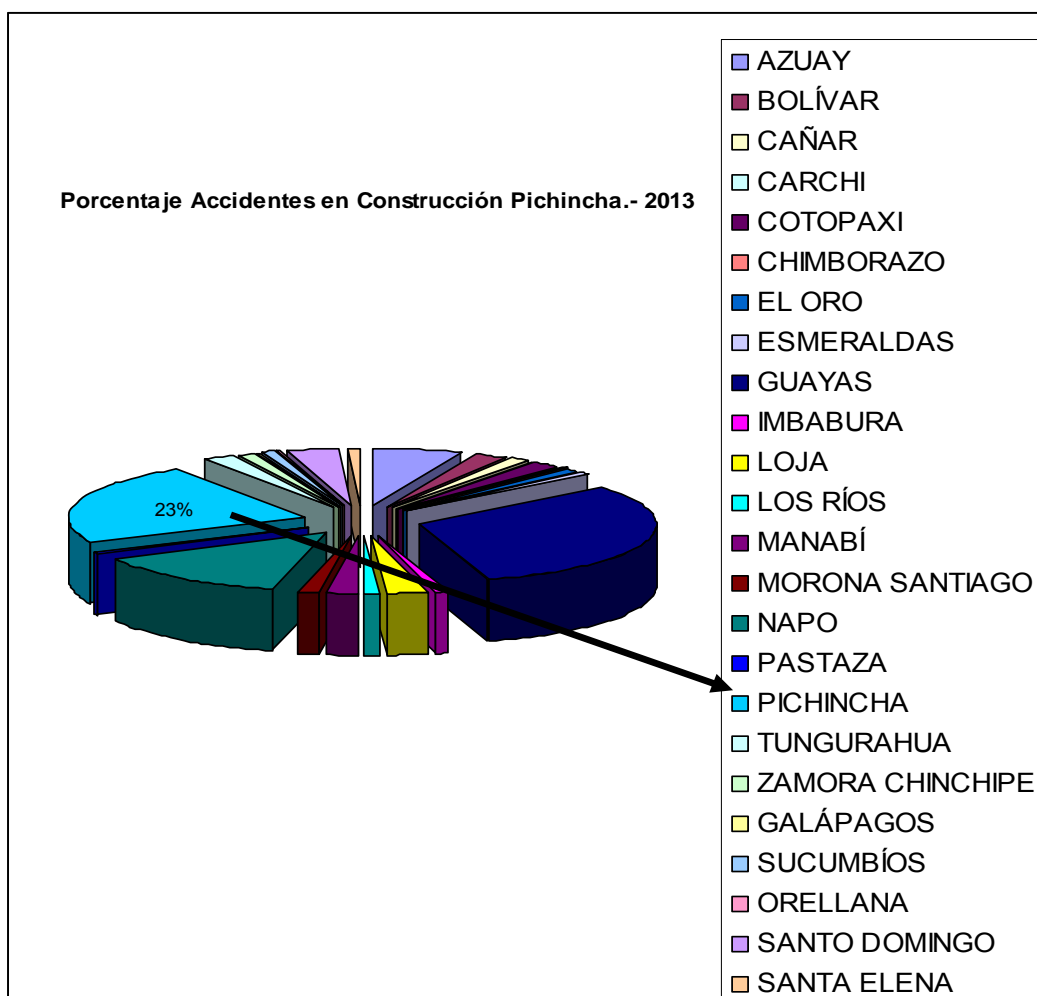 Porcentaje Accidentes en Construcción Pichincha.- 2013
23%
AZUAY
BOLÍVAR
CAÑAR
CARCHI
COTOPAXI
CHIMBORAZO
EL ORO
ESMERALDAS
GUAYAS
IMBABURA
LOJA
LOS RÍOS
MANABÍ
MORONA SANTIAGO
NAPO
PASTAZA
PICHINCHA
TUNGURAHUA
ZAMORA CHINCHIPE
GALÁPAGOS
SUCUMBÍOS
ORELLANA
SANTO DOMINGO
SANTA ELENA